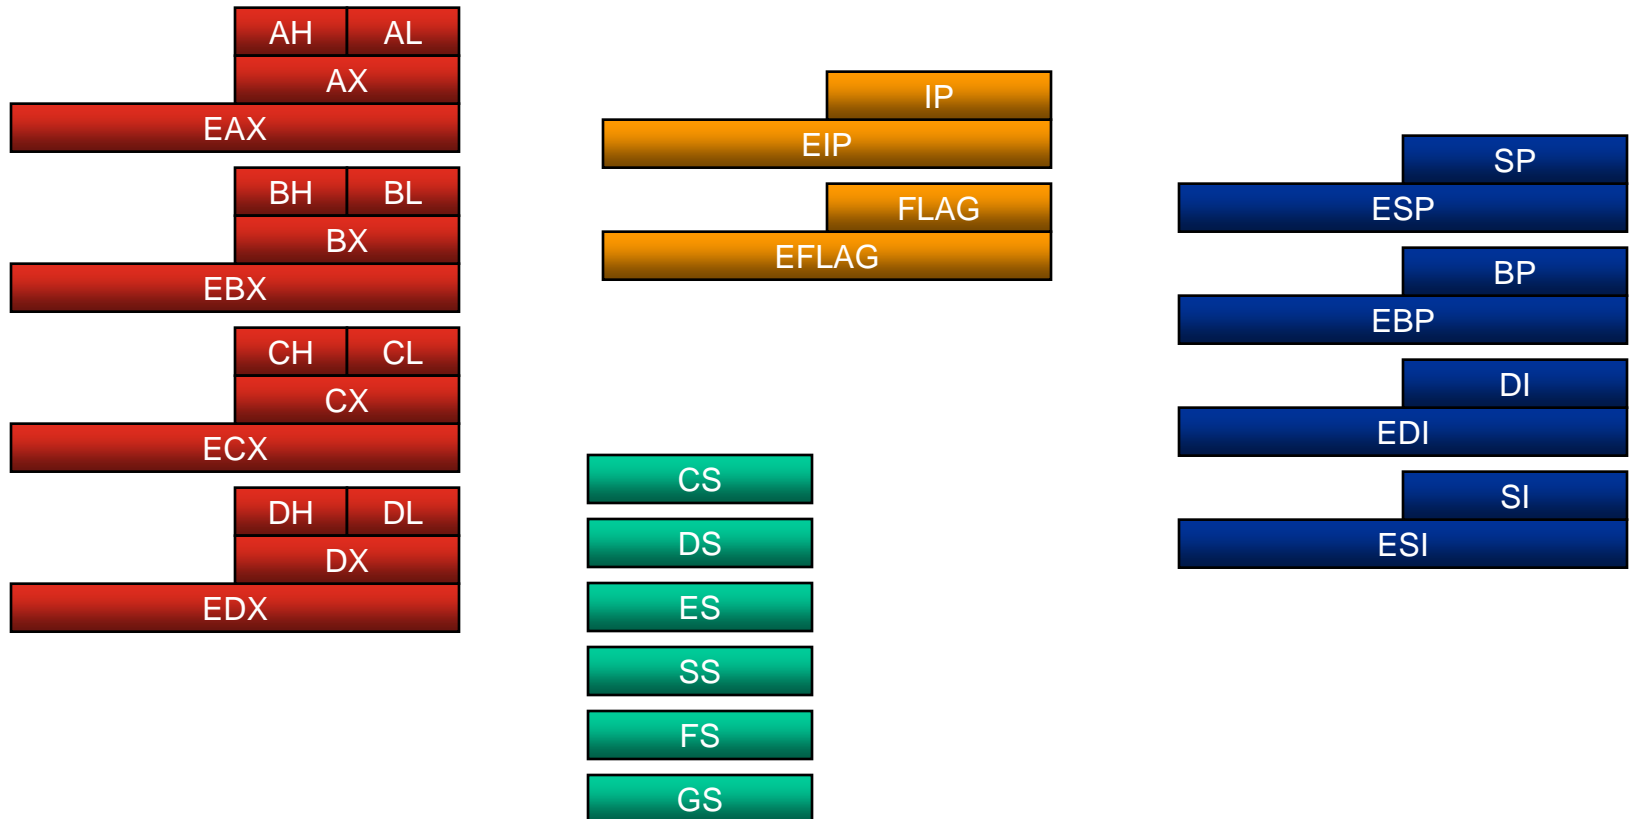 AH AL
AX
EAX
BH BL
BX
EBX
CH CL
CX
ECX
DH DL
DX
EDX
IP
EIP
FLAG
EFLAG
CS
DS
ES
SS
FS
GS
SP
ESP
BP
EBP
DI
EDI
SI
ESI